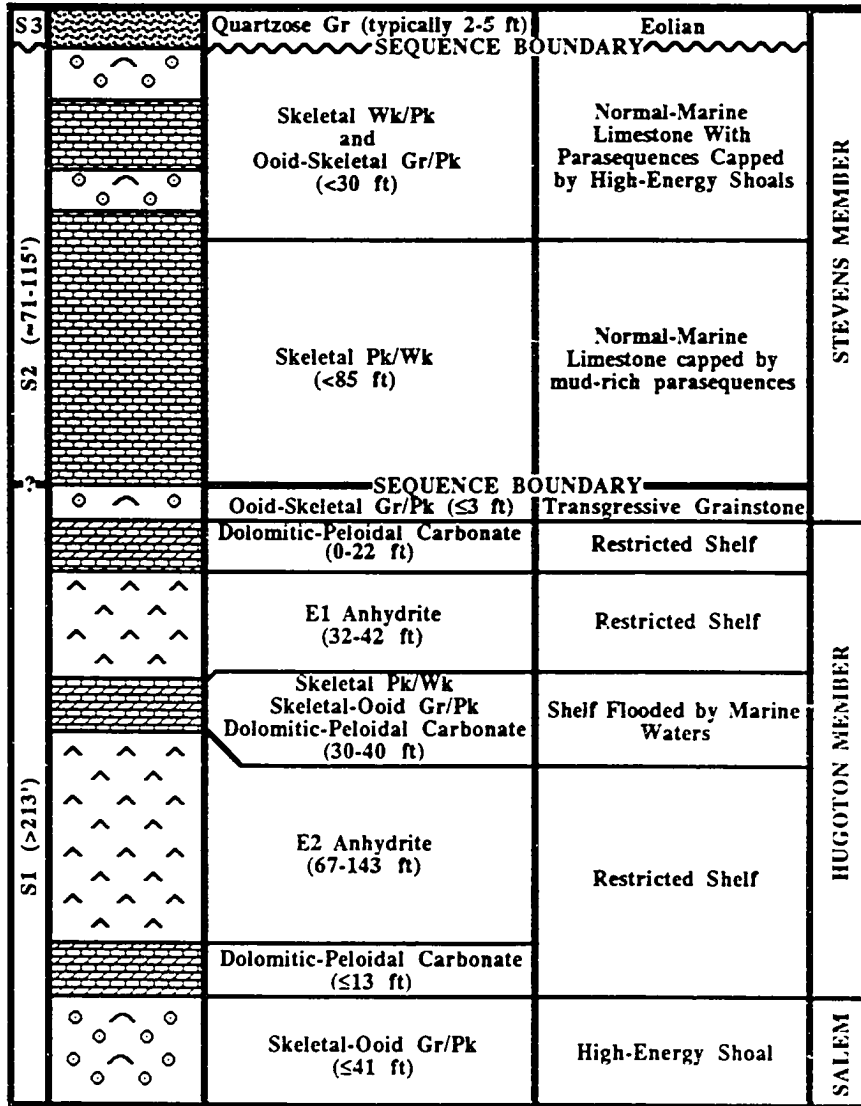 S3
Quartzose Gr (typically 2-5 ft)
Eolian
SEQUENCE BOUNDARY
Skeletal Wk/Pk
and
Ooid-Skeletal Gr/Pk
(<30 ft)
Normal-Marine
Limestone With
Parasequences Capped
by High-Energy Shoals
STEVENS MEMBER
S2 (≈71-115')
Skeletal Pk/Wk
(<85 ft)
Normal-Marine
Limestone capped by
mud-rich parasequences
SEQUENCE BOUNDARY
?
Ooid-Skeletal Gr/Pk (≤3 ft)
Transgressive Grainstone
Dolomitic-Peloidal Carbonate
(0-22 ft)
Restricted Shelf
E1 Anhydrite
(32-42 ft)
Restricted Shelf
Skeletal Pk/Wk
Skeletal-Ooid Gr/Pk
Dolomitic-Peloidal Carbonate
(30-40 ft)
Shelf Flooded by Marine
Waters
HUGOTON MEMBER
S1 (>213')
E2 Anhydrite
(67-143 ft)
Restricted Shelf
Dolomitic-Peloidal Carbonate
(≤13 ft)
Skeletal-Ooid Gr/Pk
(≤41 ft)
High-Energy Shoal
SALEM